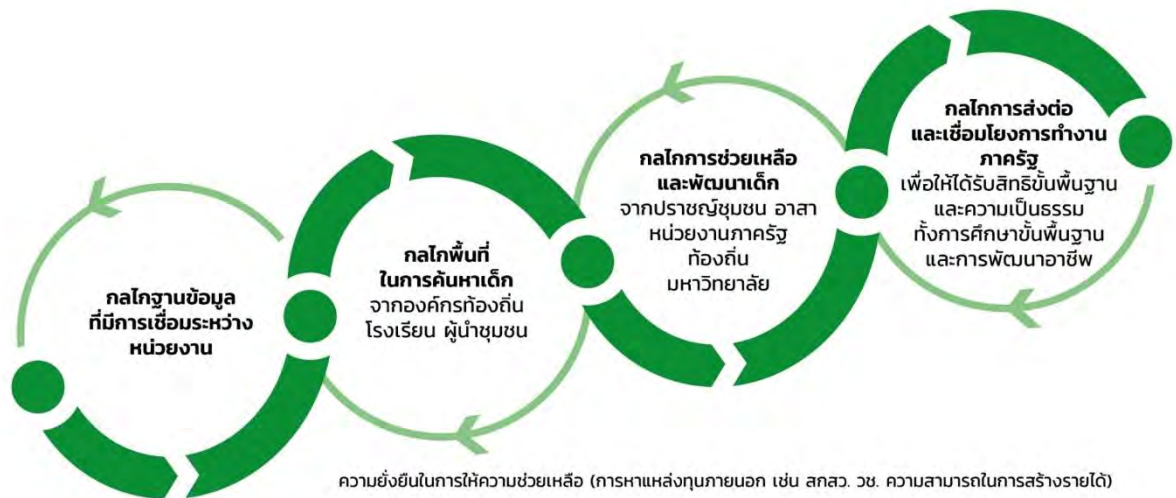 กลไกฐานข้อมูล
ที่มีการเชื่อมระหว่าง
หน่วยงาน
กลไกพื้นที่
ในการค้นหาเด็ก
จากองค์กรท้องถิ่น
โรงเรียน ผู้นำชุมชน
กลไกการช่วยเหลือ
และพัฒนาเด็ก
จากปราชญ์ชุมชน อาสา
หน่วยงานภาครัฐ
ท้องถิ่น
มหาวิทยาลัย
กลไกการส่งต่อ
และเชื่อมโยงการทำงาน
ภาครัฐ
เพื่อให้ได้รับสิทธิขั้นพื้นฐาน
และความเป็นธรรม
ทั้งการศึกษาขั้นพื้นฐาน
และการพัฒนาอาชีพ
ความยั่งยืนในการให้ความช่วยเหลือ (การหาแหล่งทุนภายนอก เช่น สกสว. วช. ความสามารถในการสร้างรายได้)